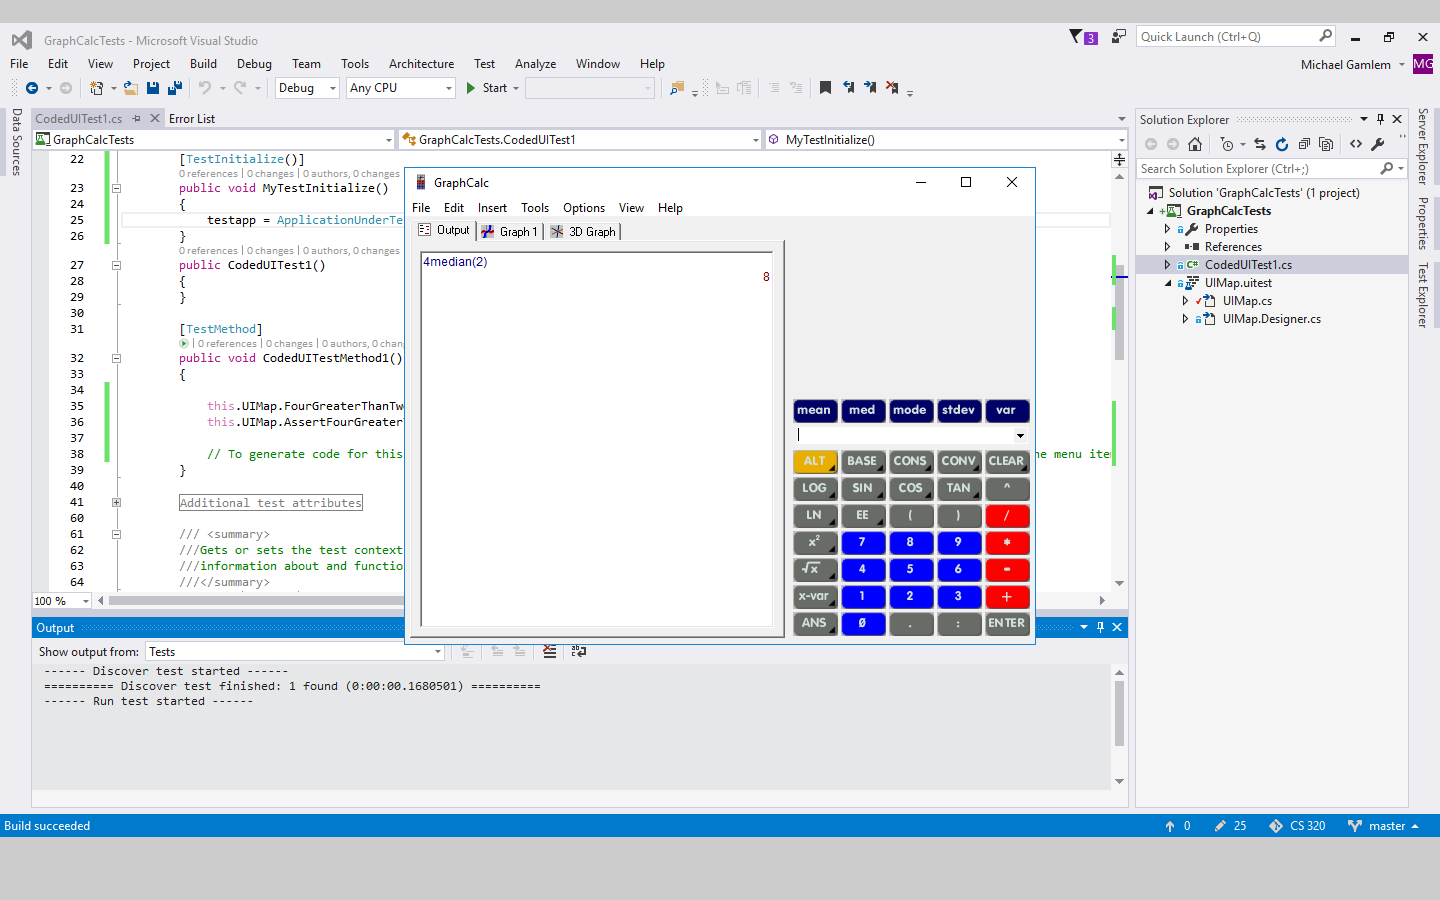 GraphCalcTests - Microsoft Visual Studio
3
Quick Launch (Ctrl+Q)
File Edit View Project Build Debug Team Tools Architecture Test Analyze Window Help
Michael Gamlem
MG
Debug Any CPU Start
Data Sources
CodedUITest1.cs Error List
GraphCalcTests GraphCalcTests.CodedUITest1 MyTestInitialize()
22 [TestInitialize()]
0 references | 0 changes | 0 authors, 0 changes
23 public void MyTestInitialize()
24 {
25 testapp = ApplicationUnderTe
26 }
0 references | 0 changes | 0 authors, 0 changes
27 public CodedUITest1()
28 {
29 }
30
31 [TestMethod]
| 0 references | 0 changes | 0 authors, 0 chan
32 public void CodedUITestMethod1()
33 {
34
35 this.UIMap.FourGreaterThanTw
36 this.UIMap.AssertFourGreater
37
38 // To generate code for this
he menu item
39 }
40
41 Additional test attributes
60
61 /// <summary>
62 ///Gets or sets the test context
63 ///information about and functio
64 ///</summary>
100 %
GraphCalc
File Edit Insert Tools Options View Help
Output Graph 1 3D Graph
4median(2)
8
mean med mode stdev var
ALT BASE CONS CONV CLEAR
LOG SIN COS TAN ^
LN EE ( ) /
x² 7 8 9 *
√x 4 5 6 -
x-var 1 2 3 +
ANS 0 . : ENTER
Output
Show output from: Tests
------ Discover test started ------
========== Discover test finished: 1 found (0:00:00.1680501) ==========
------ Run test started ------
Solution Explorer
Search Solution Explorer (Ctrl+;)
Solution 'GraphCalcTests' (1 project)
GraphCalcTests
Properties
References
CodedUITest1.cs
UIMap.uitest
UIMap.cs
UIMap.Designer.cs
Server Explorer
Properties
Test Explorer
Build succeeded
0 25 CS 320 master